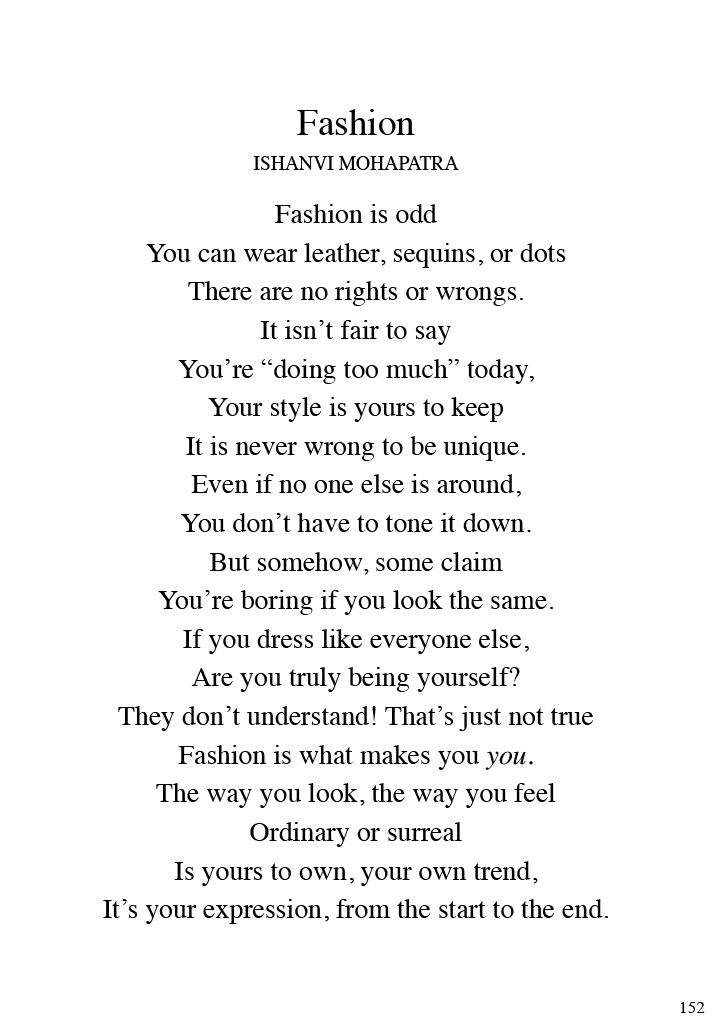 Fashion
ISHANVI MOHAPATRA
Fashion is odd
You can wear leather, sequins, or dots
There are no rights or wrongs.
It isn’t fair to say
You’re “doing too much” today,
Your style is yours to keep
It is never wrong to be unique.
Even if no one else is around,
You don’t have to tone it down.
But somehow, some claim
You’re boring if you look the same.
If you dress like everyone else,
Are you truly being yourself?
They don’t understand! That’s just not true
Fashion is what makes you you.
The way you look, the way you feel
Ordinary or surreal
Is yours to own, your own trend,
It’s your expression, from the start to the end.
152